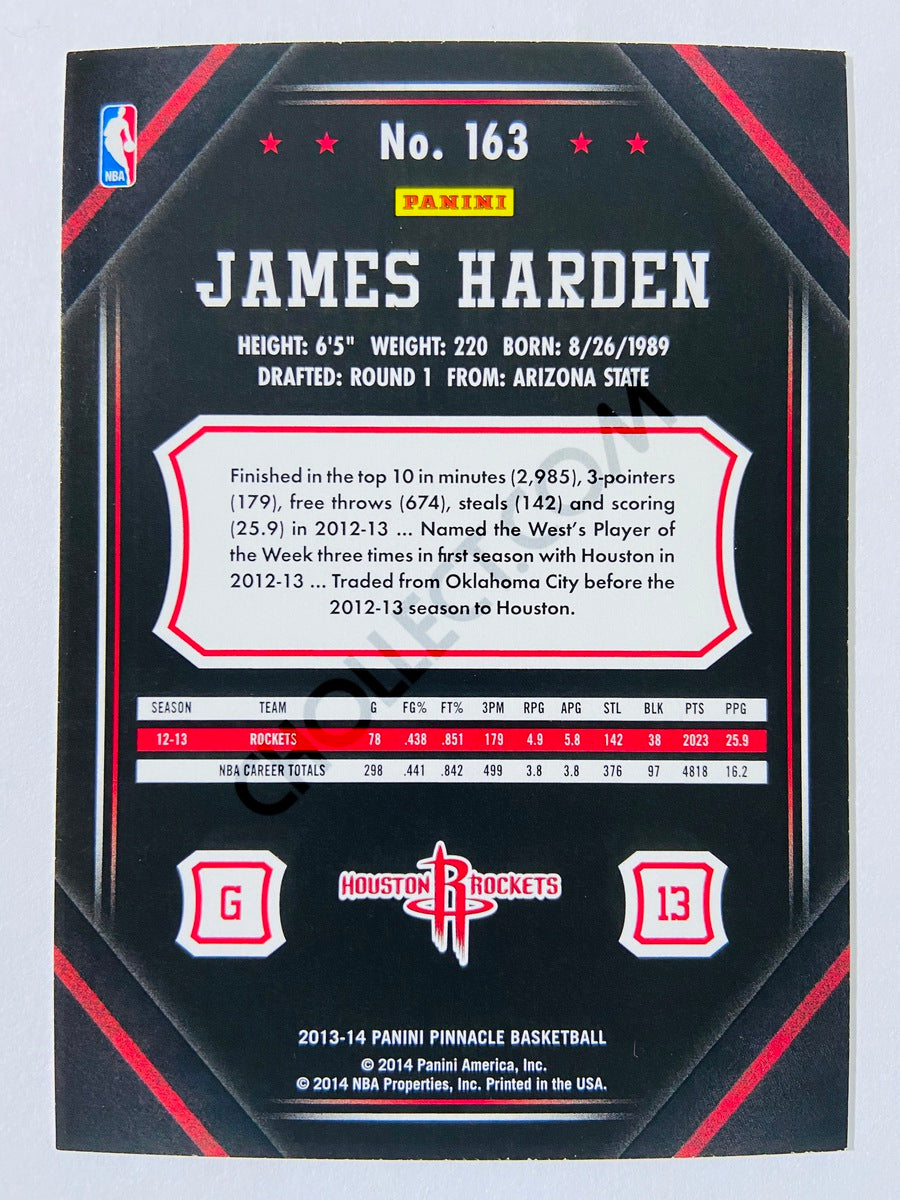 NBA
No. 163
PANINI
JAMES HARDEN
HEIGHT: 6'5" WEIGHT: 220 BORN: 8/26/1989
DRAFTED: ROUND 1 FROM: ARIZONA STATE
Finished in the top 10 in minutes (2,985), 3-pointers
(179), free throws (674), steals (142) and scoring
(25.9) in 2012-13 ... Named the West's Player of
the Week three times in first season with Houston in
2012-13 ... Traded from Oklahoma City before the
2012-13 season to Houston.
CHOLLECT.COM
SEASON TEAM G FG% FT% 3PM RPG APG STL BLK PTS PPG
12-13 ROCKETS 78 .438 .851 179 4.9 5.8 142 38 2023 25.9
NBA CAREER TOTALS 298 .441 .842 499 3.8 3.8 376 97 4818 16.2
G
HOUSTON R ROCKETS
13
2013-14 PANINI PINNACLE BASKETBALL
© 2014 Panini America, Inc.
© 2014 NBA Properties, Inc. Printed in the USA.